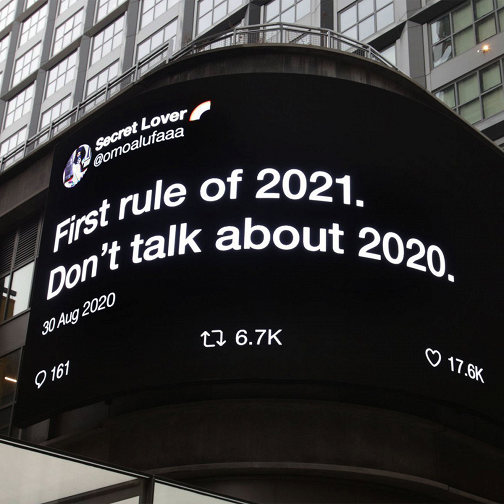 Secret Lover
@omoalufaaa
First rule of 2021.
Don't talk about 2020.
30 Aug 2020
161
6.7K
17.6K